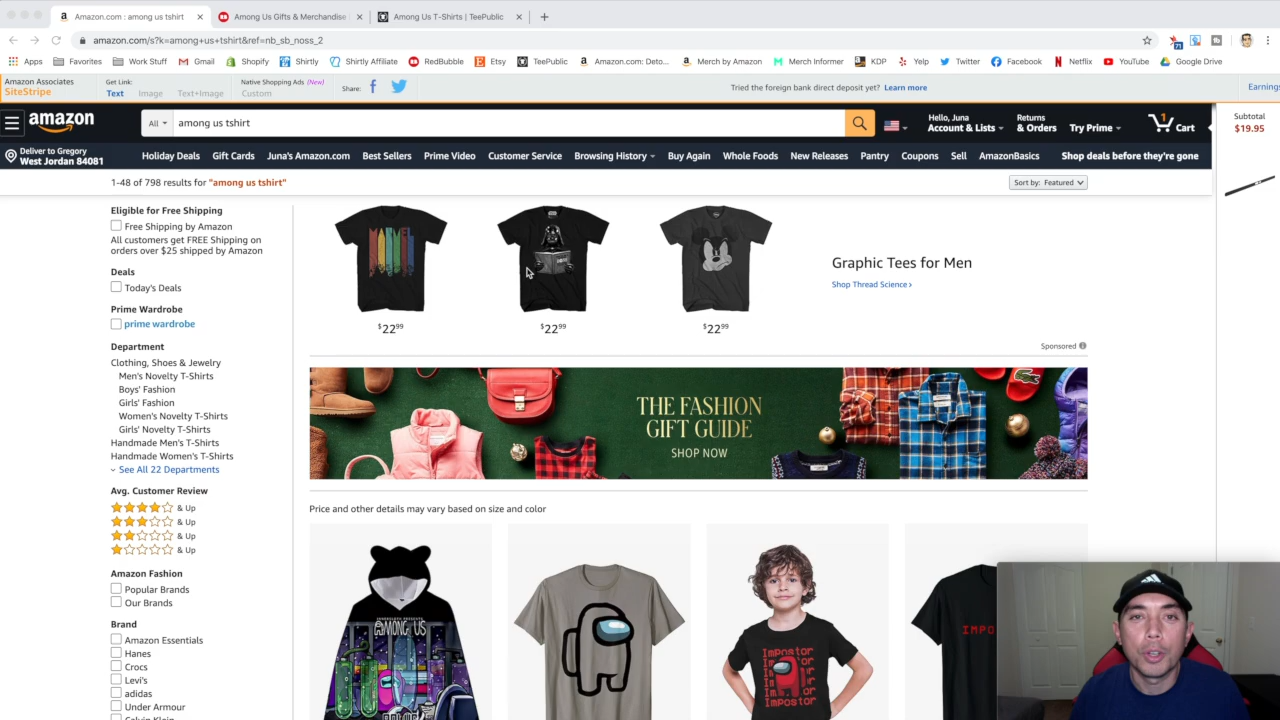 Amazon.com : among us tshirt
Among Us Gifts & Merchandise
Among Us T-Shirts | TeePublic
amazon.com/s?k=among+us+tshirt&ref=nb_sb_noss_2
71
Apps Favorites Work Stuff Gmail Shopify Shirtly Shirtly Affiliate RedBubble Etsy TeePublic Amazon.com: Deto... Merch by Amazon Merch Informer KDP Yelp Twitter Facebook Netflix YouTube Google Drive
Amazon Associates
SiteStripe
Get Link:
Text Image Text+Image
Native Shopping Ads (New)
Custom
Share:
Tried the foreign bank direct deposit yet? Learn more
Earnings
amazon
All
among us tshirt
Hello, Juna
Account & Lists
Returns
& Orders
Try Prime
1
Cart
Subtotal
$19.95
Deliver to Gregory
West Jordan 84081
Holiday Deals Gift Cards Juna's Amazon.com Best Sellers Prime Video Customer Service Browsing History Buy Again Whole Foods New Releases Pantry Coupons Sell AmazonBasics Shop deals before they're gone
1-48 of 798 results for "among us tshirt"
Sort by: Featured
Eligible for Free Shipping
Free Shipping by Amazon
All customers get FREE Shipping on
orders over $25 shipped by Amazon
Deals
Today's Deals
Prime Wardrobe
prime wardrobe
Department
Clothing, Shoes & Jewelry
Men's Novelty T-Shirts
Boys' Fashion
Girls' Fashion
Women's Novelty T-Shirts
Girls' Novelty T-Shirts
Handmade Men's T-Shirts
Handmade Women's T-Shirts
See All 22 Departments
Avg. Customer Review
& Up
& Up
& Up
& Up
Amazon Fashion
Popular Brands
Our Brands
Brand
Amazon Essentials
Hanes
Crocs
Levi's
adidas
Under Armour
Calvin Klein
MARVEL
$22.99
$22.99
$22.99
Graphic Tees for Men
Shop Thread Science ›
Sponsored
THE FASHION
GIFT GUIDE
SHOP NOW
Price and other details may vary based on size and color
AMONG US
Impostor
Impostor
IMPO